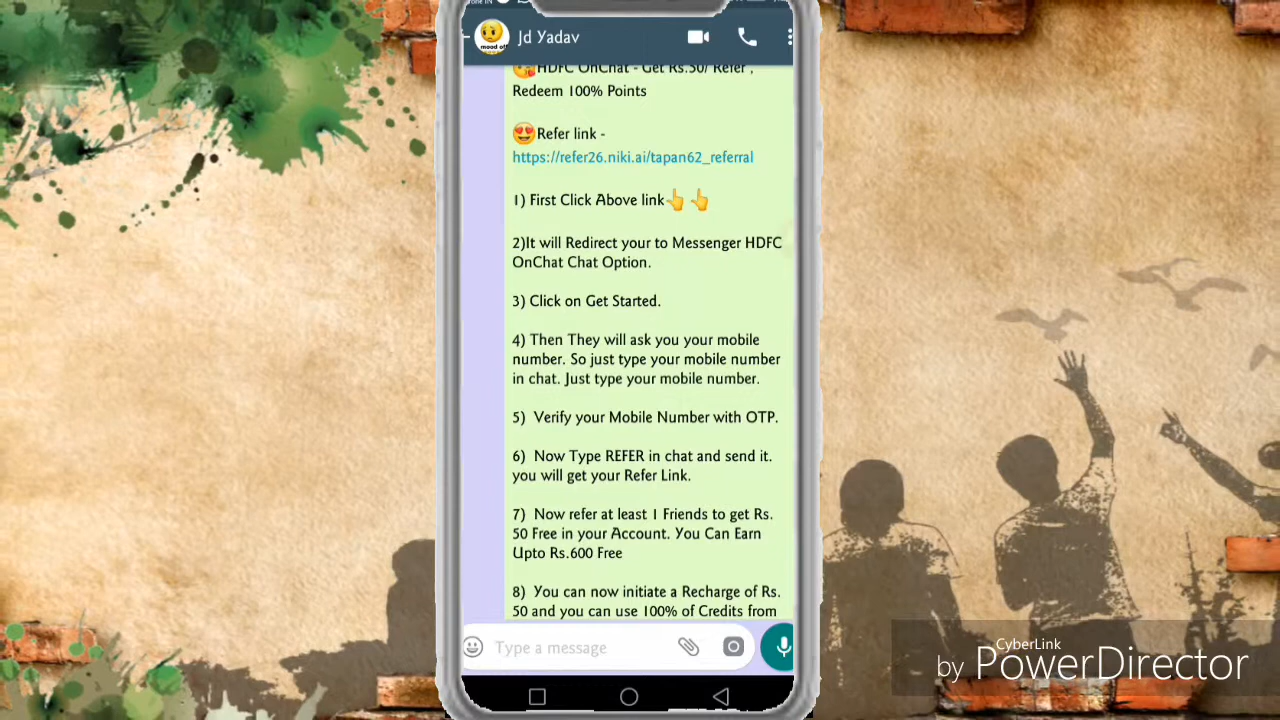 mood off
Jd Yadav
HDFC OnChat - Get Rs.50/ Refer ,
Redeem 100% Points
😍Refer link -
https://refer26.niki.ai/tapan62_referral
1) First Click Above link👆👆
2)It will Redirect your to Messenger HDFC
OnChat Chat Option.
3) Click on Get Started.
4) Then They will ask you your mobile
number. So just type your mobile number
in chat. Just type your mobile number.
5)  Verify your Mobile Number with OTP.
6)  Now Type REFER in chat and send it.
you will get your Refer Link.
7)  Now refer at least 1 Friends to get Rs.
50 Free in your Account. You Can Earn
Upto Rs.600 Free
8)  You can now initiate a Recharge of Rs.
50 and you can use 100% of Credits from
Type a message
CyberLink
by PowerDirector